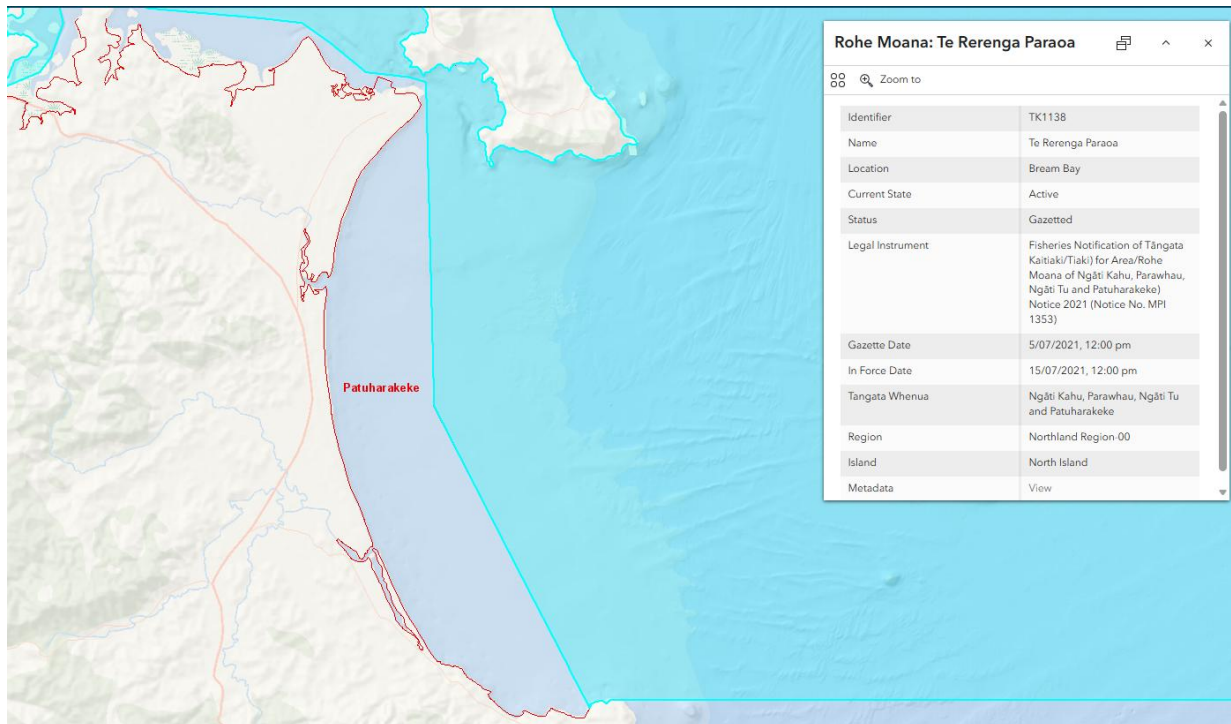 Patuharakeke
Rohe Moana: Te Rerenga Paraoa
Zoom to
Identifier TK1138
Name Te Rerenga Paraoa
Location Bream Bay
Current State Active
Status Gazetted
Legal Instrument Fisheries Notification of Tāngata
Kaitiaki/Tiaki) for Area/Rohe
Moana of Ngāti Kahu, Parawhau,
Ngāti Tu and Patuharakeke)
Notice 2021 (Notice No. MPI
1353)
Gazette Date 5/07/2021, 12:00 pm
In Force Date 15/07/2021, 12:00 pm
Tangata Whenua Ngāti Kahu, Parawhau, Ngāti Tu
and Patuharakeke
Region Northland Region-00
Island North Island
Metadata View